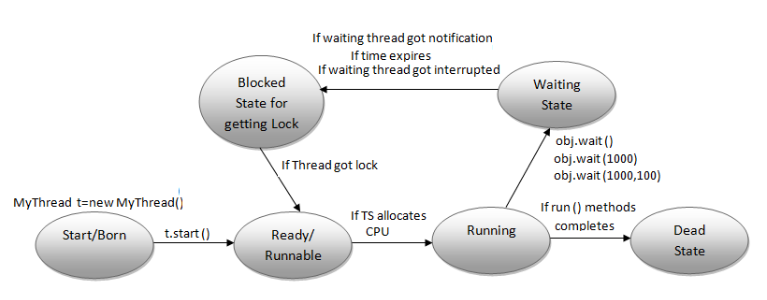 If waiting thread got notification
If time expires
If waiting thread got interrupted
Blocked
State for
getting Lock
Waiting
State
obj.wait()
obj.wait(1000)
obj.wait(1000,100)
If Thread got lock
MyThread t=new MyThread()
Start/Born
t.start()
Ready/
Runnable
If TS allocates
CPU
Running
If run() methods
completes
Dead
State